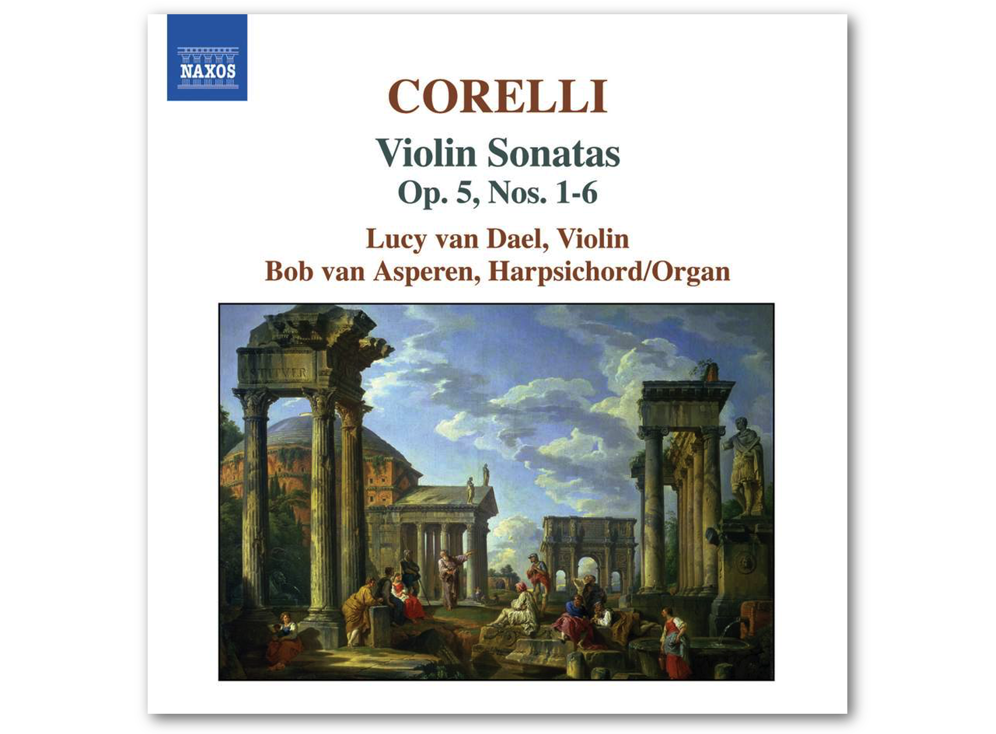 NAXOS
CORELLI
Violin Sonatas
Op. 5, Nos. 1-6
Lucy van Dael, Violin
Bob van Asperen, Harpsichord/Organ